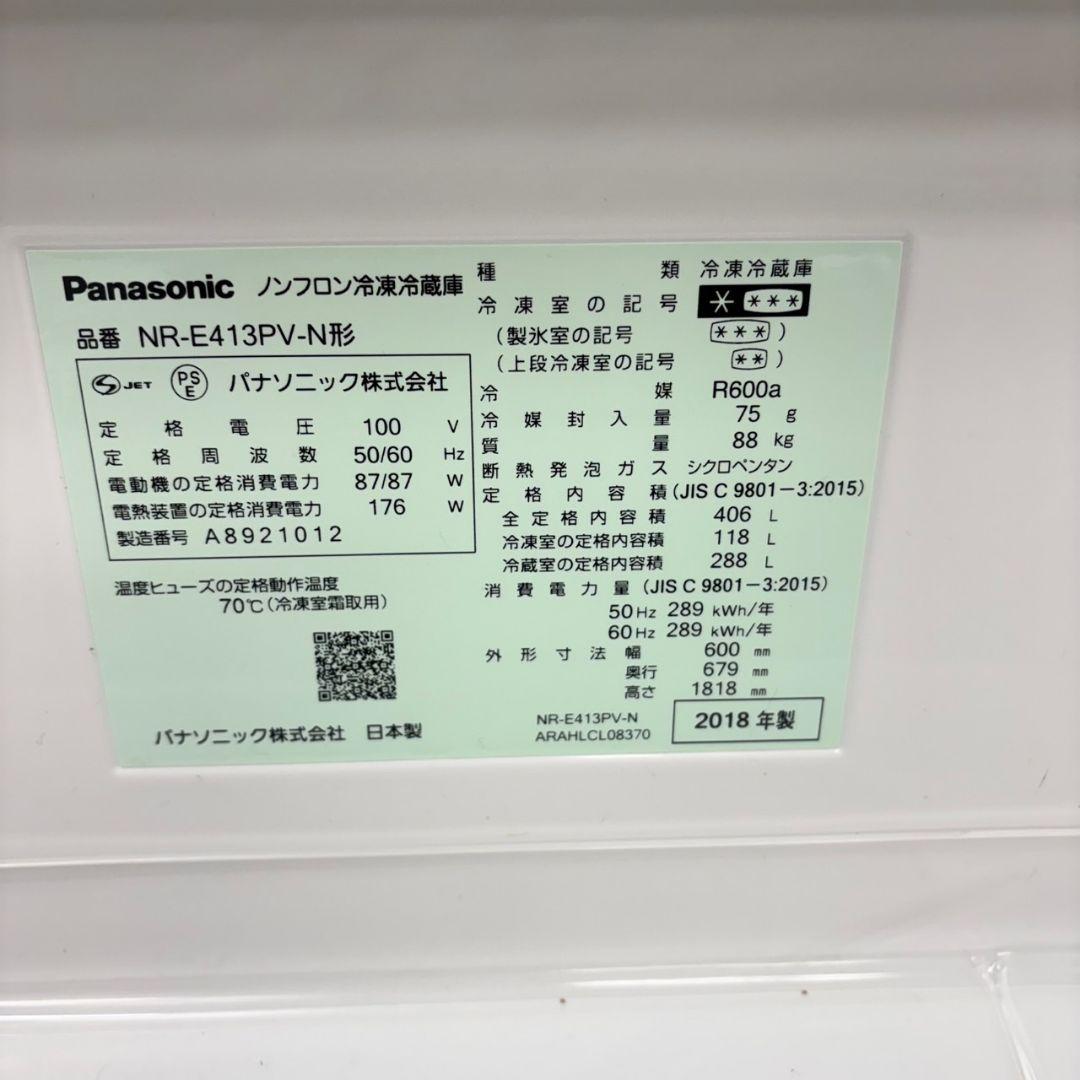 Panasonic ノンフロン冷凍冷蔵庫
品番 NR-E413PV-N形
S JET PS E パナソニック株式会社
定格電圧 100 V
定格周波数 50/60 Hz
電動機の定格消費電力 87/87 W
電熱装置の定格消費電力 176 W
製造番号 A8921012
温度ヒューズの定格動作温度
70℃(冷凍室霜取用)
パナソニック株式会社 日本製
種類 冷凍冷蔵庫
冷凍室の記号 * ***
(製氷室の記号 *** )
(上段冷凍室の記号 ** )
冷媒 R600a
冷媒封入量 75 g
質量 88 kg
断熱発泡ガス シクロペンタン
定格内容積 (JIS C 9801-3:2015)
全定格内容積 406 L
冷凍室の定格内容積 118 L
冷蔵室の定格内容積 288 L
消費電力量 (JIS C 9801-3:2015)
50Hz 289 kWh/年
60Hz 289 kWh/年
外形寸法 幅 600 mm
奥行 679 mm
高さ 1818 mm
NR-E413PV-N
ARAHLCL08370
2018年製